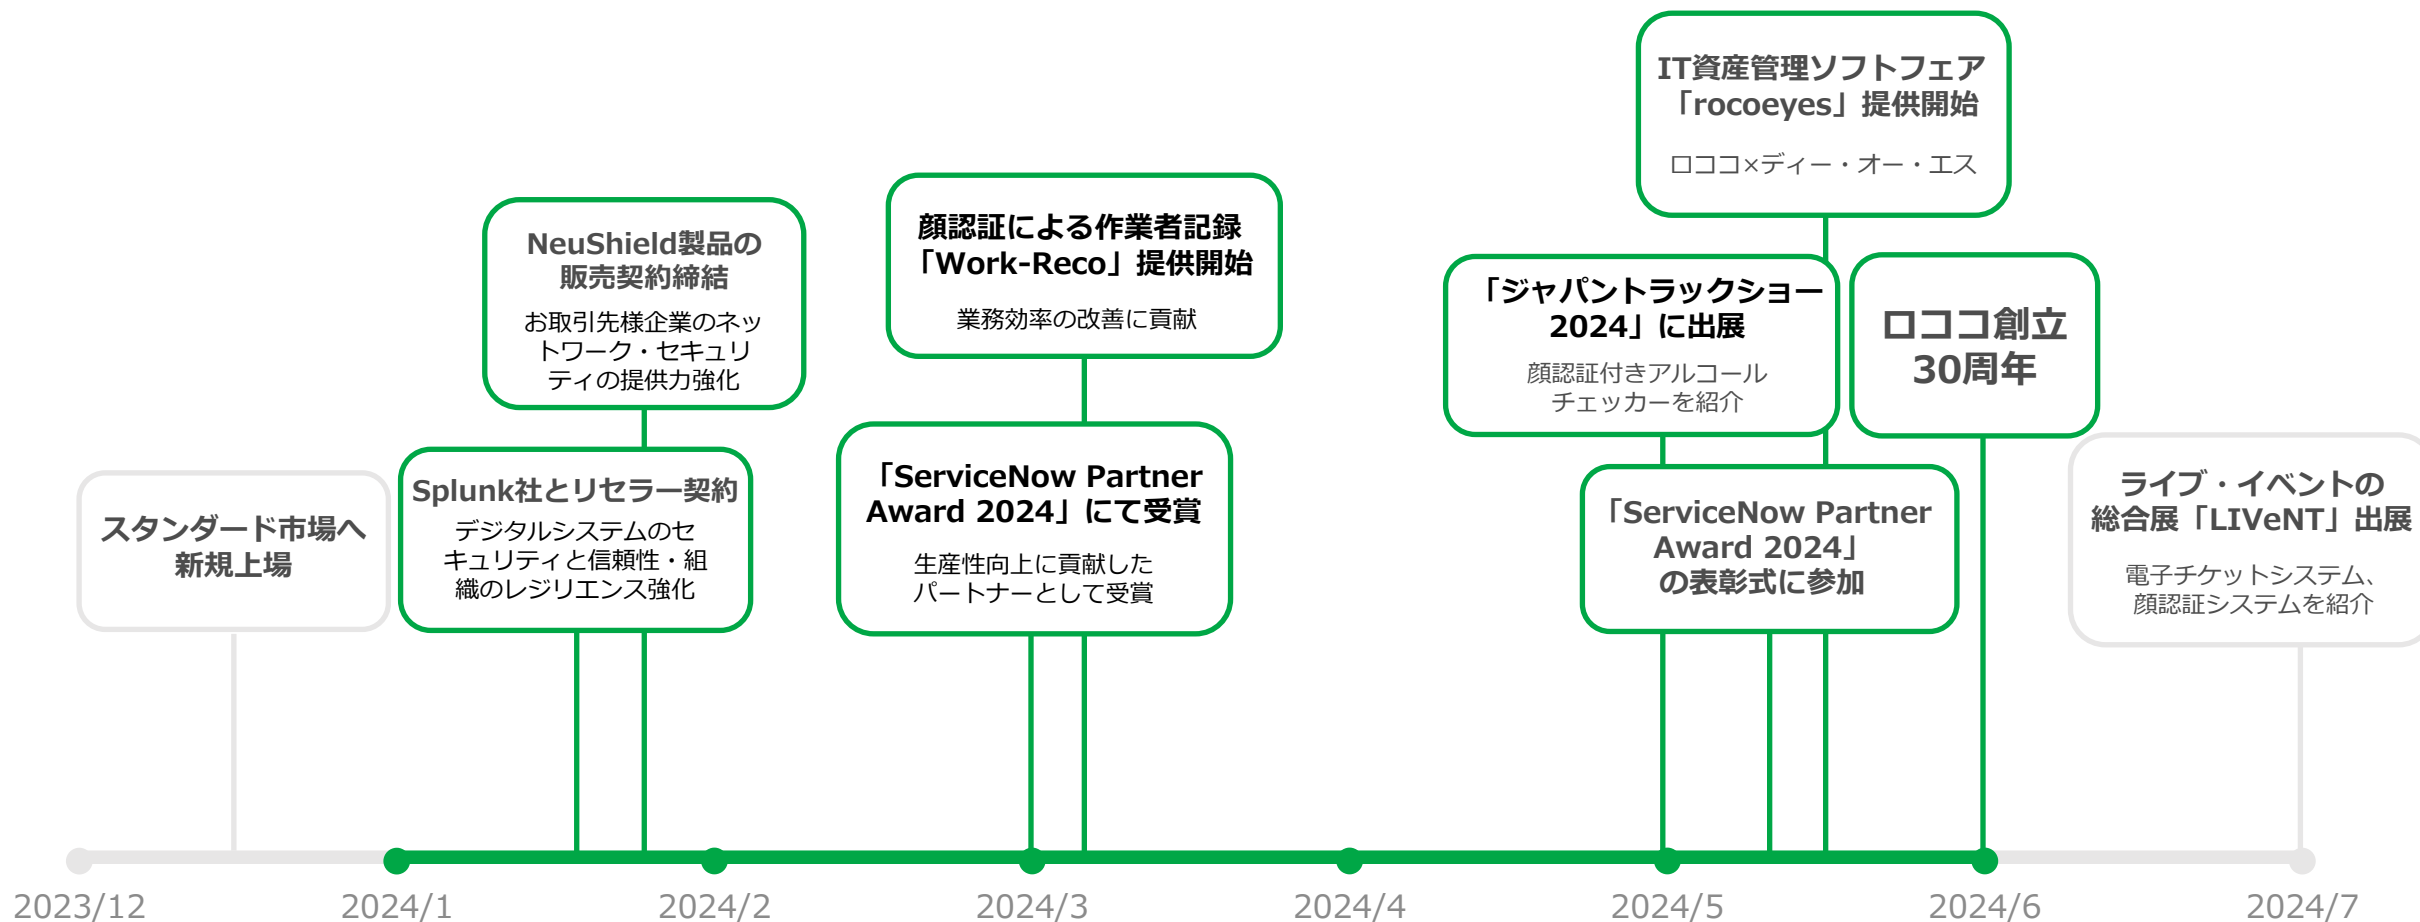 IT資産管理ソフトフェア
「rocoeyes」提供開始
ロココ×ディー・オー・エス
NeuShield製品の
販売契約締結
お取引先様企業のネッ
トワーク・セキュリ
ティの提供力強化
顔認証による作業者記録
「Work-Reco」提供開始
業務効率の改善に貢献
「ジャパントラックショー
2024」に出展
顔認証付きアルコール
チェッカーを紹介
ロココ創立
30周年
スタンダード市場へ
新規上場
Splunk社とリセラー契約
デジタルシステムのセ
キュリティと信頼性・組
織のレジリエンス強化
「ServiceNow Partner
Award 2024」にて受賞
生産性向上に貢献した
パートナーとして受賞
「ServiceNow Partner
Award 2024」
の表彰式に参加
ライブ・イベントの
総合展「LIVeNT」出展
電子チケットシステム、
顔認証システムを紹介
2023/12
2024/1
2024/2
2024/3
2024/4
2024/5
2024/6
2024/7